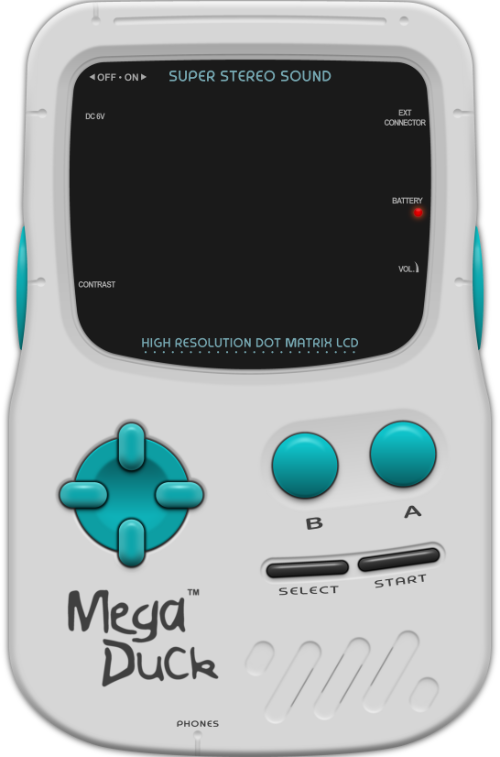 ◄ OFF • ON ►
SUPER STEREO SOUND
DC 6V
EXT
CONNECTOR
BATTERY
VOL.
CONTRAST
HIGH RESOLUTION DOT MATRIX LCD
B
A
SELECT
START
Mega™
Duck
PHONES